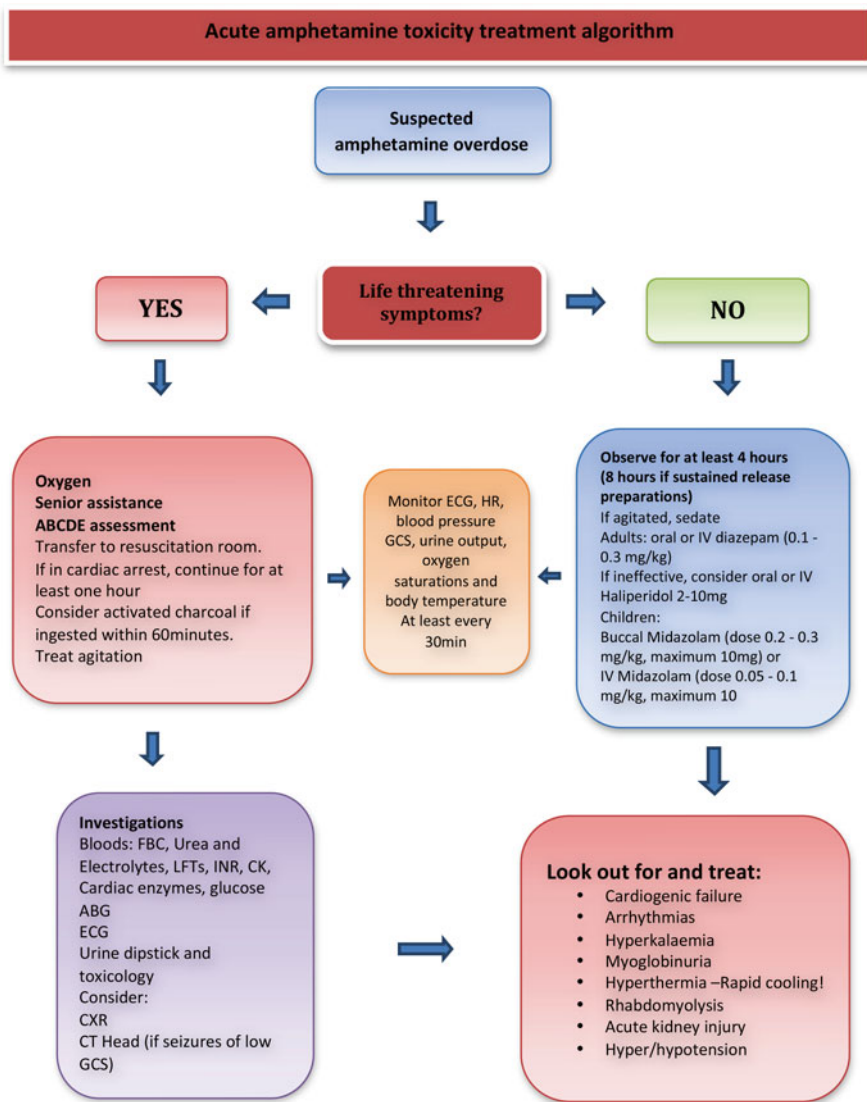 Acute amphetamine toxicity treatment algorithm
Suspected
amphetamine overdose
Life threatening
symptoms?
YES
NO
Oxygen
Senior assistance
ABCDE assessment
Transfer to resuscitation room.
If in cardiac arrest, continue for at
least one hour
Consider activated charcoal if
ingested within 60minutes.
Treat agitation
Monitor ECG, HR,
blood pressure
GCS, urine output,
oxygen
saturations and
body temperature
At least every
30min
Observe for at least 4 hours
(8 hours if sustained release
preparations)
If agitated, sedate
Adults: oral or IV diazepam (0.1 -
0.3 mg/kg)
If ineffective, consider oral or IV
Haliperidol 2-10mg
Children:
Buccal Midazolam (dose 0.2 - 0.3
mg/kg, maximum 10mg) or
IV Midazolam (dose 0.05 - 0.1
mg/kg, maximum 10
Investigations
Bloods: FBC, Urea and
Electrolytes, LFTs, INR, CK,
Cardiac enzymes, glucose
ABG
ECG
Urine dipstick and
toxicology
Consider:
CXR
CT Head (if seizures of low
GCS)
Look out for and treat:
• Cardiogenic failure
• Arrhythmias
• Hyperkalaemia
• Myoglobinuria
• Hyperthermia –Rapid cooling!
• Rhabdomyolysis
• Acute kidney injury
• Hyper/hypotension